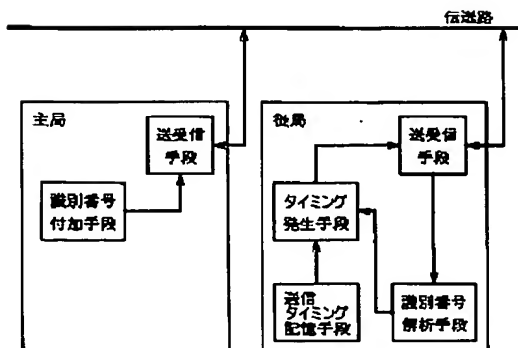 伝送路
主局
送受信
手段
識別番号
付加手段
従局
送受信
手段
タイミング
発生手段
送信
タイミング
記憶手段
識別番号
解析手段